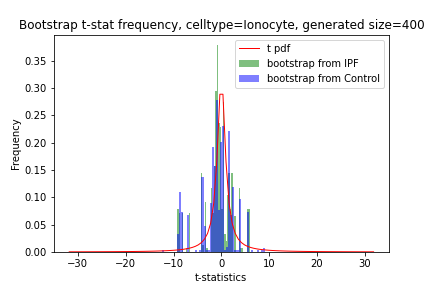 Bootstrap t-stat frequency, celltype=Ionocyte, generated size=400
t pdf
bootstrap from IPF
bootstrap from Control
Frequency
0.35
0.30
0.25
0.20
0.15
0.10
0.05
0.00
−30 −20 −10 0 10 20 30
t-statistics